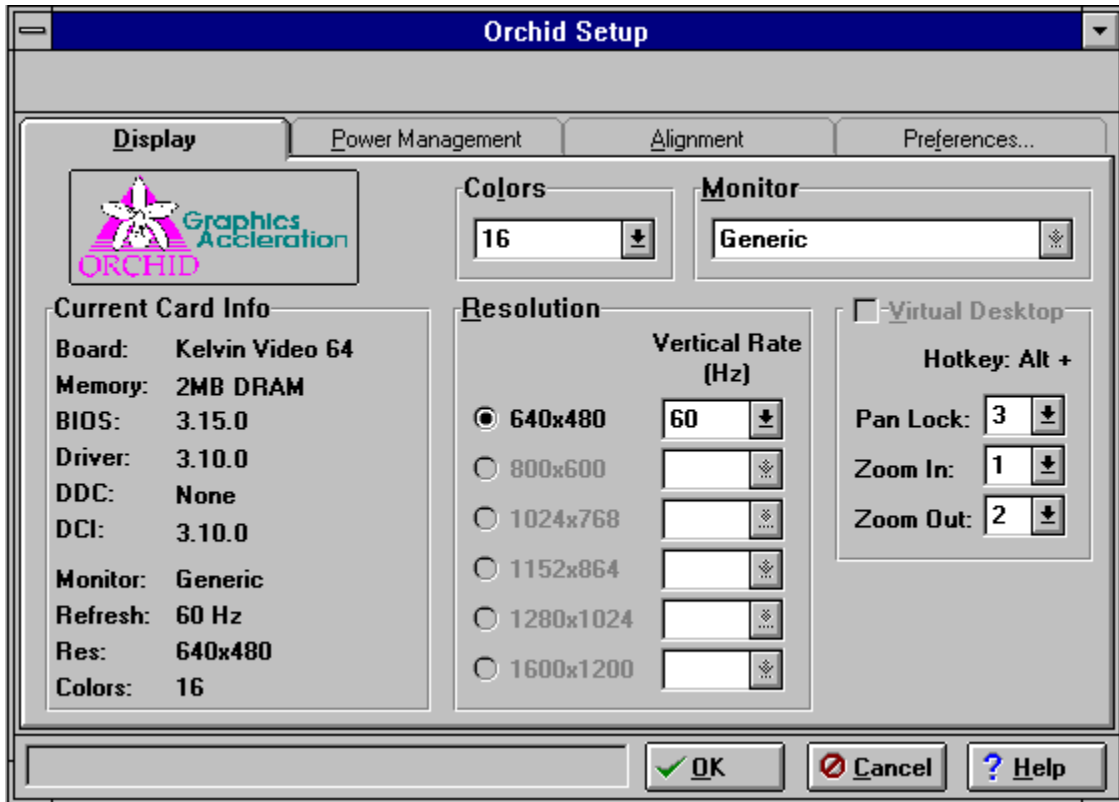 Orchid Setup
Display
Power Management
Alignment
Preferences...
Graphics
Accleration
ORCHID
Colors
16
Monitor
Generic
Current Card Info
Board: Kelvin Video 64
Memory: 2MB DRAM
BIOS: 3.15.0
Driver: 3.10.0
DDC: None
DCI: 3.10.0
Monitor: Generic
Refresh: 60 Hz
Res: 640x480
Colors: 16
Resolution
Vertical Rate
(Hz)
640x480 60
800x600
1024x768
1152x864
1280x1024
1600x1200
Virtual Desktop
Hotkey: Alt +
Pan Lock: 3
Zoom In: 1
Zoom Out: 2
OK
Cancel
? Help